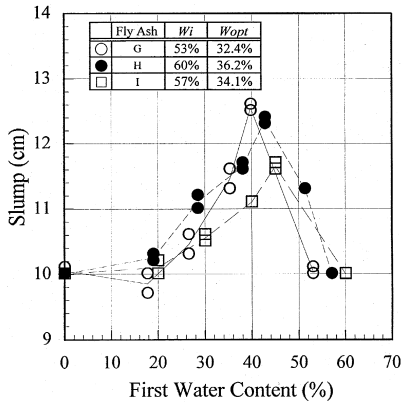 14
13
12
11
10
9
Slump (cm)
Fly Ash Wi Wopt
G 53% 32.4%
H 60% 36.2%
I 57% 34.1%
0 10 20 30 40 50 60 70
First Water Content (%)